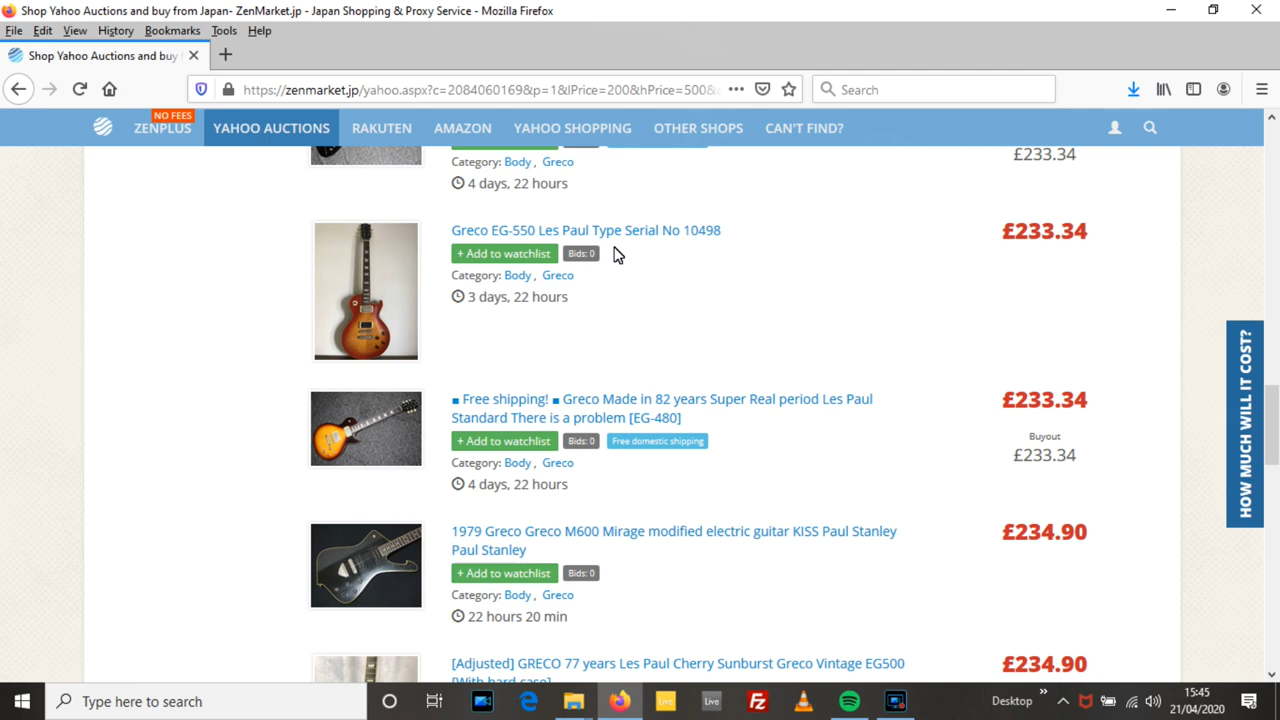 Shop Yahoo Auctions and buy from Japan- ZenMarket.jp - Japan Shopping & Proxy Service - Mozilla Firefox
File Edit View History Bookmarks Tools Help
Shop Yahoo Auctions and buy f
https://zenmarket.jp/yahoo.aspx?c=2084060169&p=1&lPrice=200&hPrice=500&
Search
NO FEES
ZENPLUS YAHOO AUCTIONS RAKUTEN AMAZON YAHOO SHOPPING OTHER SHOPS CAN'T FIND?
Category: Body , Greco
£233.34
4 days, 22 hours
Greco EG-550 Les Paul Type Serial No 10498
£233.34
+ Add to watchlist Bids: 0
Category: Body , Greco
3 days, 22 hours
■ Free shipping! ■ Greco Made in 82 years Super Real period Les Paul
Standard There is a problem [EG-480]
£233.34
+ Add to watchlist Bids: 0 Free domestic shipping
Buyout
£233.34
Category: Body , Greco
4 days, 22 hours
1979 Greco Greco M600 Mirage modified electric guitar KISS Paul Stanley
Paul Stanley
£234.90
+ Add to watchlist Bids: 0
Category: Body , Greco
22 hours 20 min
[Adjusted] GRECO 77 years Les Paul Cherry Sunburst Greco Vintage EG500
[With hard case]
£234.90
HOW MUCH WILL IT COST?
Type here to search
Live
Live
Desktop
15:45
21/04/2020